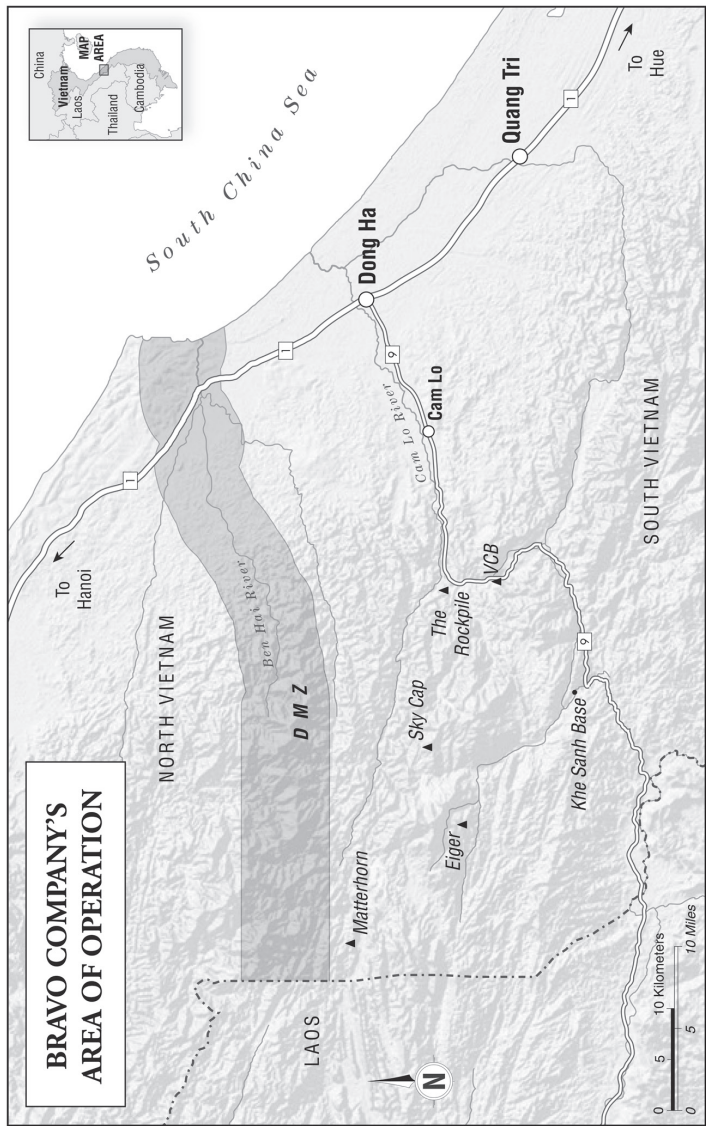 BRAVO COMPANY'S
AREA OF OPERATION
China
Vietnam
Laos
Thailand
Cambodia
MAP
AREA
South China Sea
To
Hanoi
1
NORTH VIETNAM
Ben Hai River
DMZ
1
Dong Ha
Quang Tri
1
To
Hue
9
Cam Lo River
Cam Lo
The
Rockpile
VCB
Sky Cap
Matterhorn
Eiger
Khe Sanh Base
9
SOUTH VIETNAM
LAOS
N
0 5 10 Kilometers
0 5 10 Miles